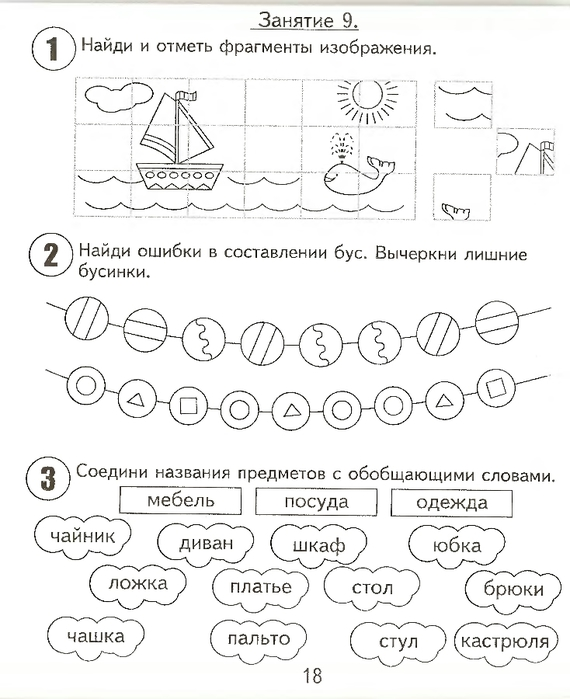 Занятие 9.
1 Найди и отметь фрагменты изображения.
2 Найди ошибки в составлении бус. Вычеркни лишние
бусинки.
3 Соедини названия предметов с обобщающими словами.
мебель посуда одежда
чайник диван шкаф юбка
ложка платье стол брюки
чашка пальто стул кастрюля
18